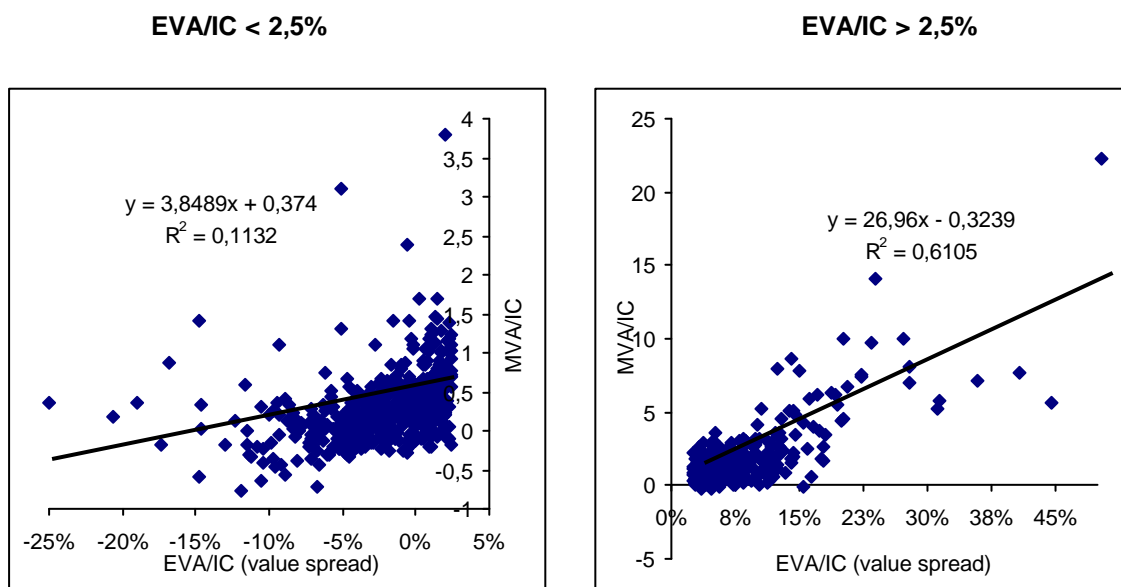 EVA/IC < 2,5%
EVA/IC > 2,5%
4
3,5
3
2,5
2
1,5
1
0,5
0
-0,5
-1
MVA/IC
y = 3,8489x + 0,374
R² = 0,1132
-25% -20% -15% -10% -5% 0% 5%
EVA/IC (value spread)
25
20
15
10
5
0
-5
MVA/IC
y = 26,96x - 0,3239
R² = 0,6105
0% 8% 15% 23% 30% 38% 45%
EVA/IC (value spread)